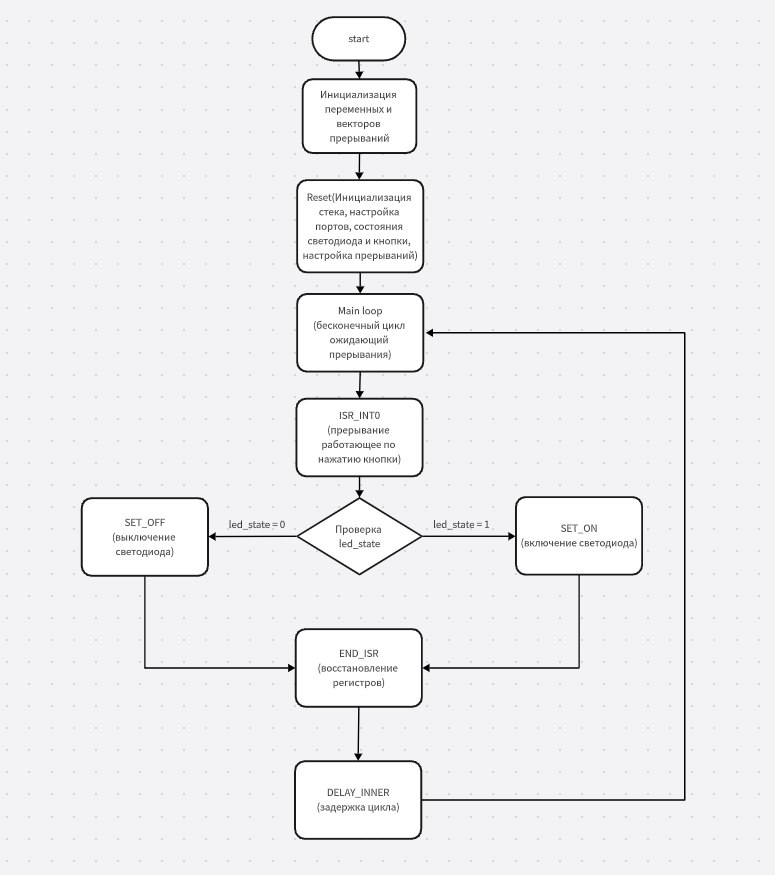 start
Инициализация
переменных и
векторов
прерываний
Reset(Инициализация
стека, настройка
портов, состояния
светодиода и кнопки,
настройка прерываний)
Main loop
(бесконечный цикл
ожидающий
прерывания)
ISR_INT0
(прерывание
работающее по
нажатию кнопки)
SET_OFF
(выключение
светодиода)
led_state = 0
Проверка
led_state
led_state = 1
SET_ON
(включение светодиода)
END_ISR
(восстановление
регистров)
DELAY_INNER
(задержка цикла)